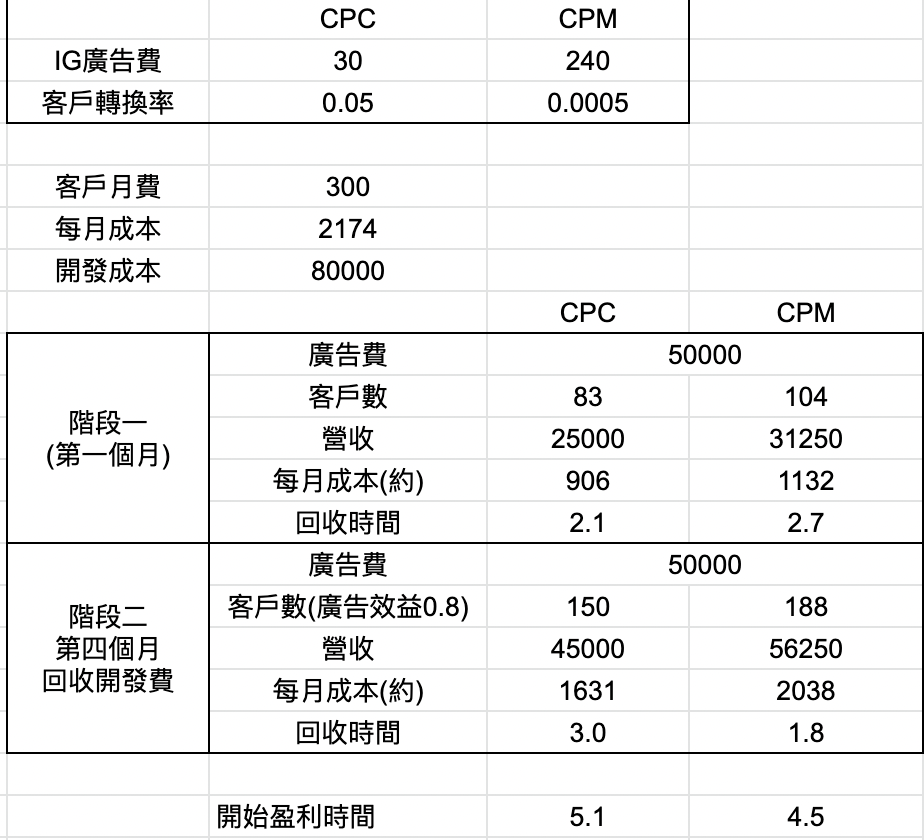 CPC CPM
IG廣告費 30 240
客戶轉換率 0.05 0.0005
客戶月費 300
每月成本 2174
開發成本 80000
CPC CPM
階段一
(第一個月)
廣告費 50000
客戶數 83 104
營收 25000 31250
每月成本(約) 906 1132
回收時間 2.1 2.7
階段二
第四個月
回收開發費
廣告費 50000
客戶數(廣告效益0.8) 150 188
營收 45000 56250
每月成本(約) 1631 2038
回收時間 3.0 1.8
開始盈利時間 5.1 4.5